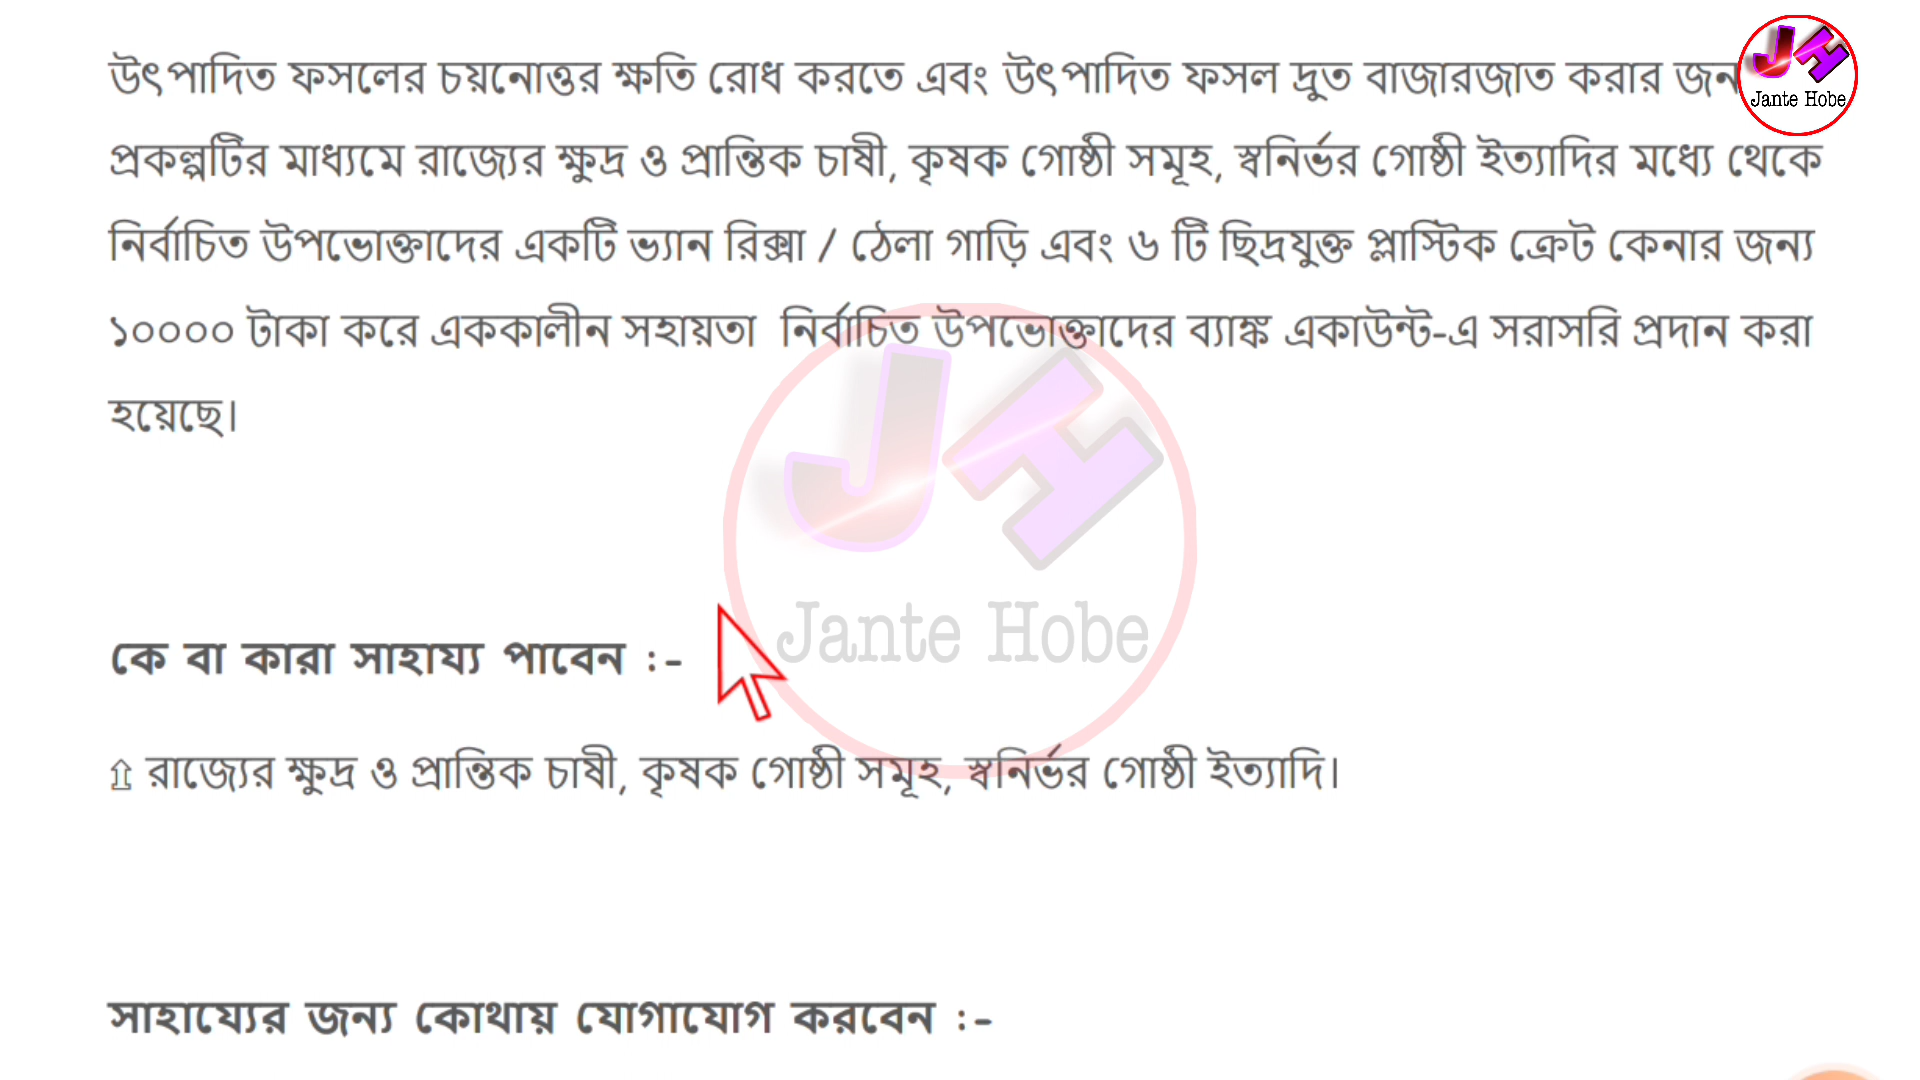 উৎপাদিত ফসলের চয়নোত্তর ক্ষতি রোধ করতে এবং উৎপাদিত ফসল দ্রুত বাজারজাত করার
প্রকল্পটির মাধ্যমে রাজ্যের ক্ষুদ্র ও প্রান্তিক চাষী, কৃষক গোষ্ঠী সমূহ, স্বনির্ভর গোষ্ঠী ইত্যাদির মধ্যে থেকে
নির্বাচিত উপভোক্তাদের একটি ভ্যান রিক্সা / ঠেলা গাড়ি এবং ৬ টি ছিদ্রযুক্ত প্লাস্টিক ক্রেট কেনার জন্য
১০০০০ টাকা করে এককালীন সহায়তা নির্বাচিত উপভোক্তাদের ব্যাঙ্ক একাউন্ট-এ সরাসরি প্রদান করা
হয়েছে।
কে বা কারা সাহায্য পাবেন :-
⇫ রাজ্যের ক্ষুদ্র ও প্রান্তিক চাষী, কৃষক গোষ্ঠী সমূহ, স্বনির্ভর গোষ্ঠী ইত্যাদি।
সাহায্যের জন্য কোথায় যোগাযোগ করবেন :-
JH
Jante Hobe
JH
Jante Hobe